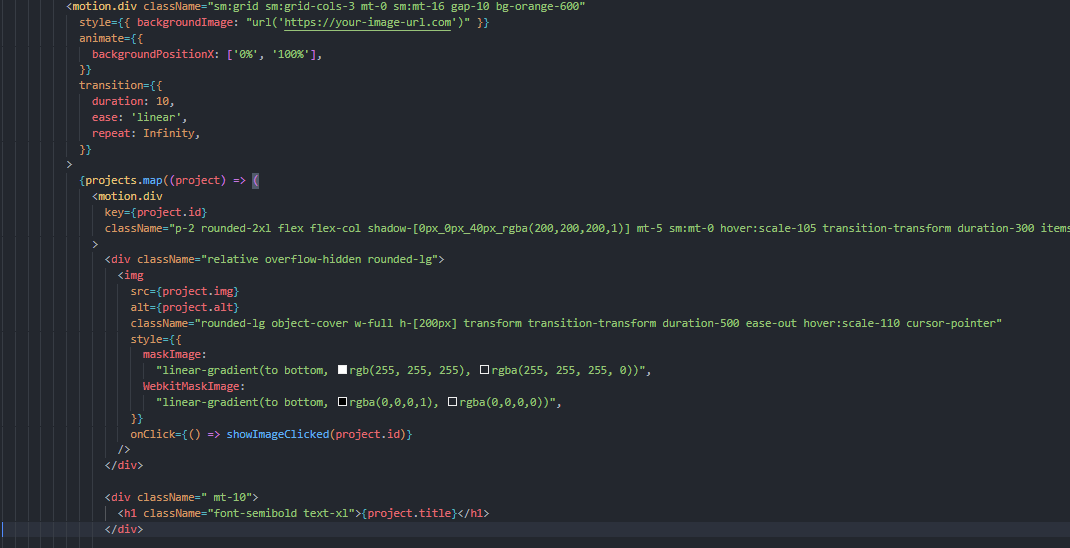 <motion.div className="sm:grid sm:grid-cols-3 mt-0 sm:mt-16 gap-10 bg-orange-600"
style={{ backgroundImage: "url('https://your-image-url.com')" }}
animate={{
backgroundPositionX: ['0%', '100%'],
}}
transition={{
duration: 10,
ease: 'linear',
repeat: Infinity,
}}
>
{projects.map((project) => (
<motion.div
key={project.id}
className="p-2 rounded-2xl flex flex-col shadow-[0px_0px_40px_rgba(200,200,200,1)] mt-5 sm:mt-0 hover:scale-105 transition-transform duration-300 items
>
<div className="relative overflow-hidden rounded-lg">
<img
src={project.img}
alt={project.alt}
className="rounded-lg object-cover w-full h-[200px] transform transition-transform duration-500 ease-out hover:scale-110 cursor-pointer"
style={{
maskImage:
"linear-gradient(to bottom, rgb(255, 255, 255), rgba(255, 255, 255, 0))",
WebkitMaskImage:
"linear-gradient(to bottom, rgba(0,0,0,1), rgba(0,0,0,0))",
}}
onClick={() => showImageClicked(project.id)}
/>
</div>
<div className=" mt-10">
<h1 className="font-semibold text-xl">{project.title}</h1>
</div>